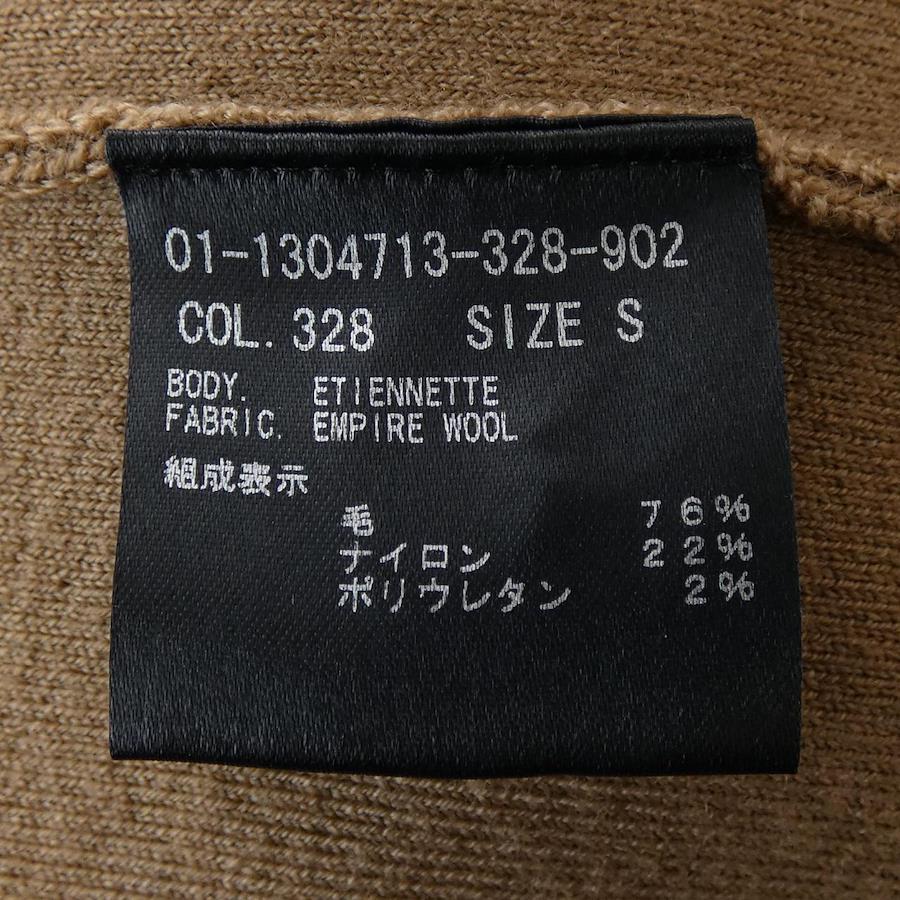 01-1304713-328-902
COL. 328 SIZE S
BODY. ETIENNETTE
FABRIC. EMPIRE WOOL
組成表示
毛 76%
ナイロン 22%
ポリウレタン 2%